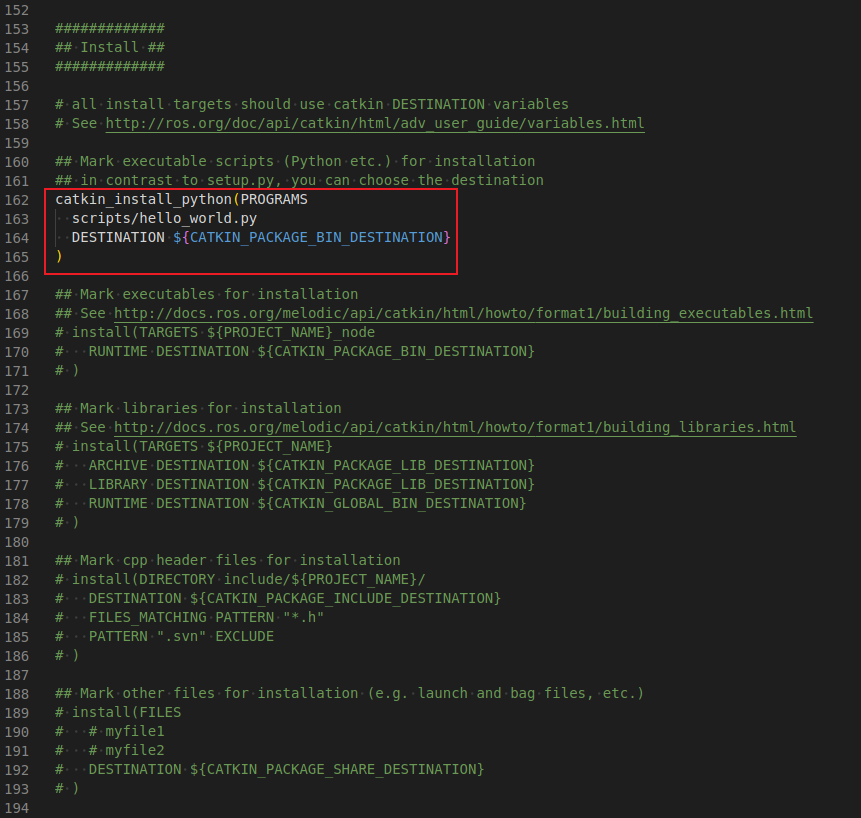 152
153 #############
154 ## Install ##
155 #############
156
157 # all install targets should use catkin DESTINATION variables
158 # See http://ros.org/doc/api/catkin/html/adv_user_guide/variables.html
159
160 ## Mark executable scripts (Python etc.) for installation
161 ## in contrast to setup.py, you can choose the destination
162 catkin_install_python(PROGRAMS
163   scripts/hello_world.py
164   DESTINATION ${CATKIN_PACKAGE_BIN_DESTINATION}
165 )
166
167 ## Mark executables for installation
168 ## See http://docs.ros.org/melodic/api/catkin/html/howto/format1/building_executables.html
169 # install(TARGETS ${PROJECT_NAME}_node
170 #   RUNTIME DESTINATION ${CATKIN_PACKAGE_BIN_DESTINATION}
171 # )
172
173 ## Mark libraries for installation
174 ## See http://docs.ros.org/melodic/api/catkin/html/howto/format1/building_libraries.html
175 # install(TARGETS ${PROJECT_NAME}
176 #   ARCHIVE DESTINATION ${CATKIN_PACKAGE_LIB_DESTINATION}
177 #   LIBRARY DESTINATION ${CATKIN_PACKAGE_LIB_DESTINATION}
178 #   RUNTIME DESTINATION ${CATKIN_GLOBAL_BIN_DESTINATION}
179 # )
180
181 ## Mark cpp header files for installation
182 # install(DIRECTORY include/${PROJECT_NAME}/
183 #   DESTINATION ${CATKIN_PACKAGE_INCLUDE_DESTINATION}
184 #   FILES_MATCHING PATTERN "*.h"
185 #   PATTERN ".svn" EXCLUDE
186 # )
187
188 ## Mark other files for installation (e.g. launch and bag files, etc.)
189 # install(FILES
190 #   # myfile1
191 #   # myfile2
192 #   DESTINATION ${CATKIN_PACKAGE_SHARE_DESTINATION}
193 # )
194